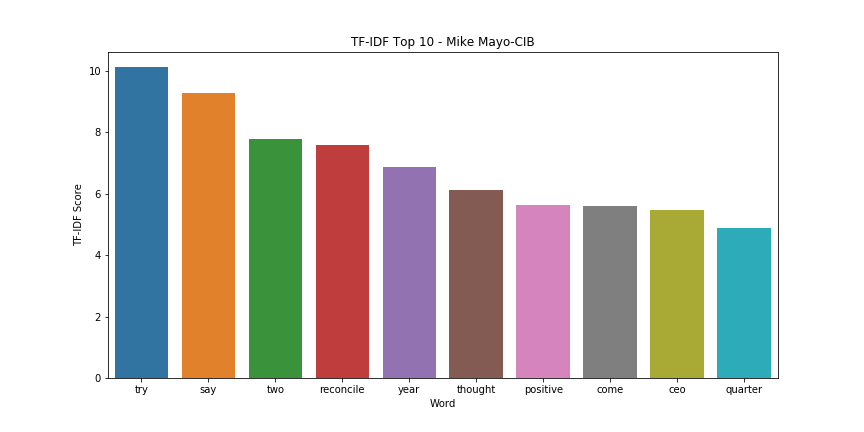 TF-IDF Top 10 - Mike Mayo-CIB
TF-IDF Score
10
8
6
4
2
0
try say two reconcile year thought positive come ceo quarter
Word